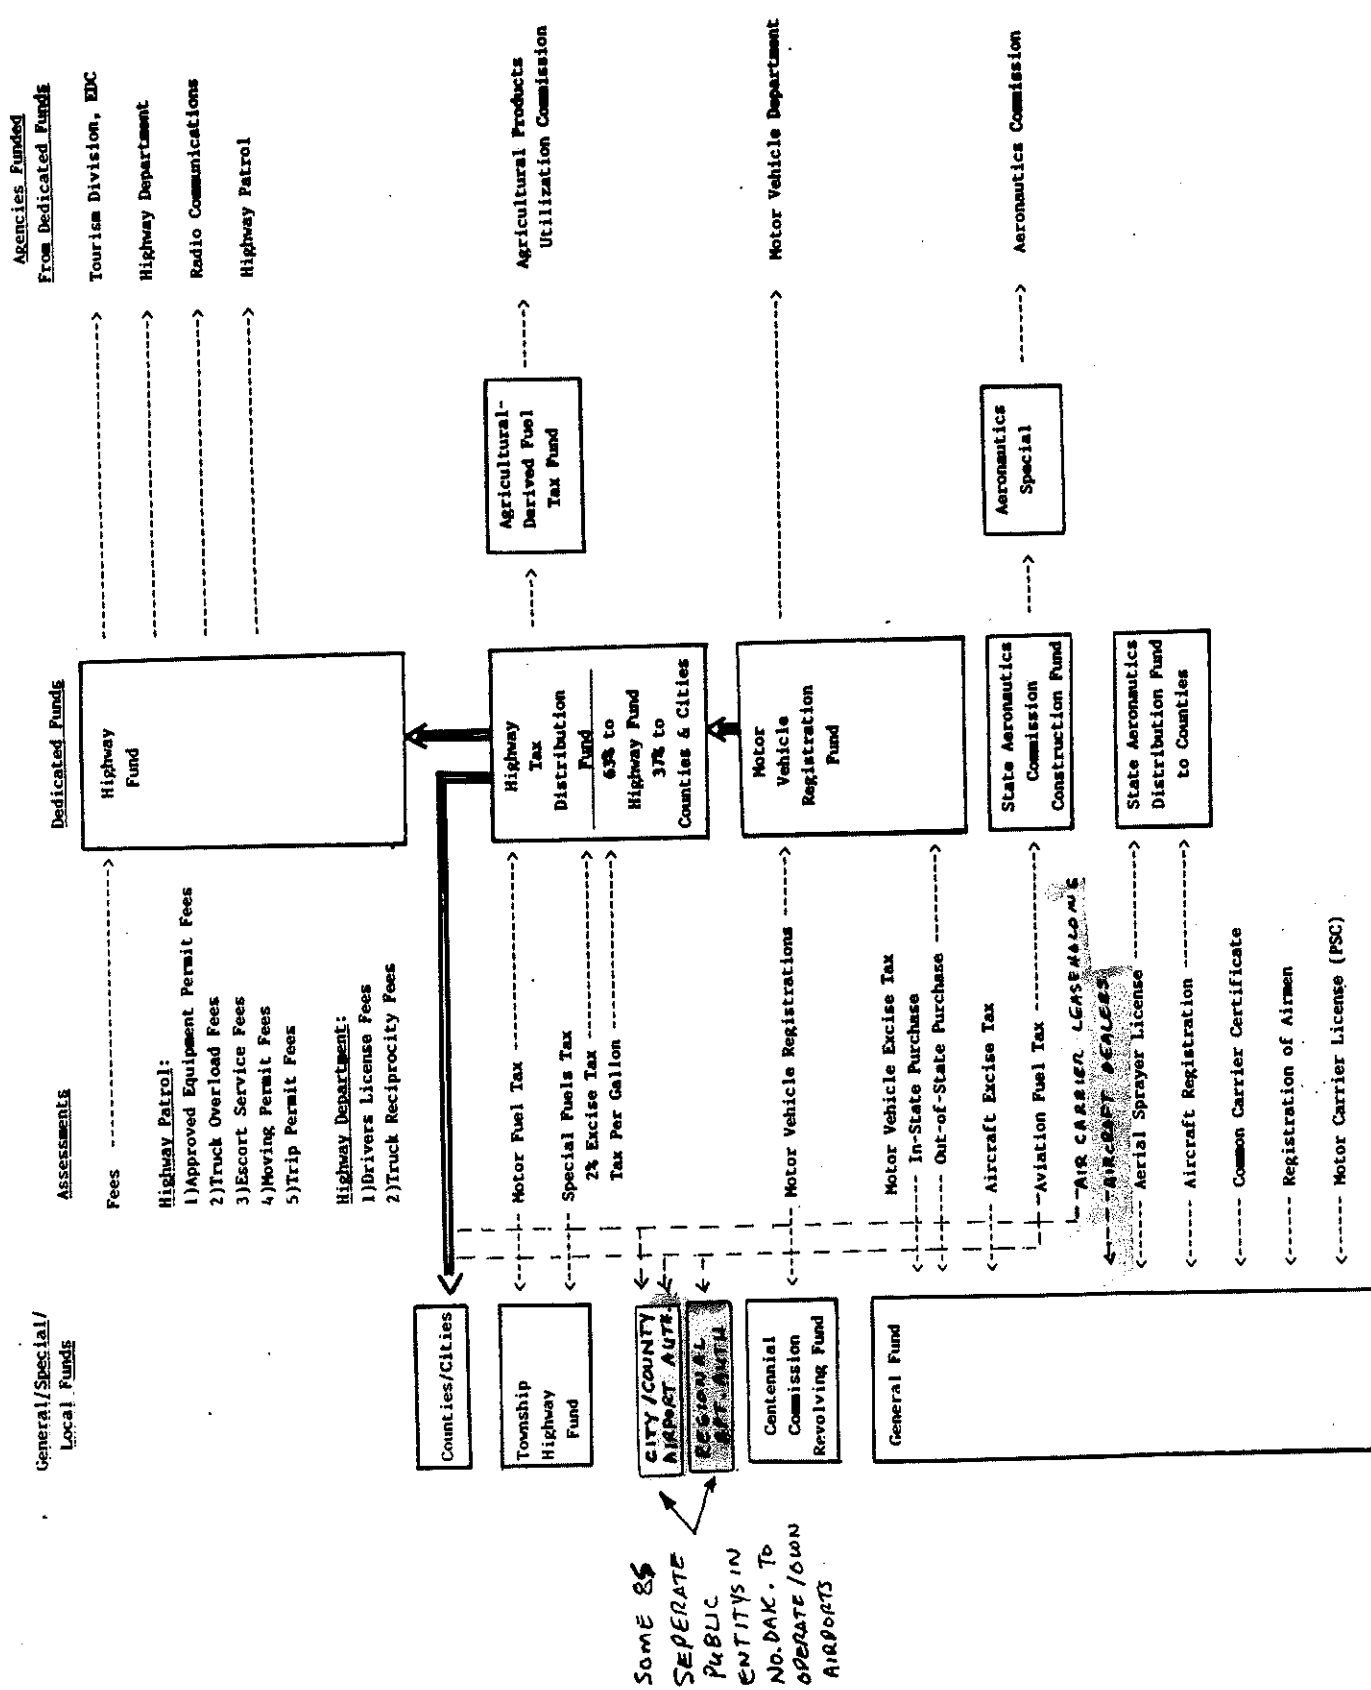 General/Special/
Local Funds
Assessments
Dedicated Funds
Agencies Funded
From Dedicated Funds
Fees
Highway
Fund
Tourism Division, EDC
Highway Department
Radio Communications
Highway Patrol
Highway Patrol:
1)Approved Equipment Permit Fees
2)Truck Overload Fees
3)Escort Service Fees
4)Moving Permit Fees
5)Trip Permit Fees
Highway Department:
1)Drivers License Fees
2)Truck Reciprocity Fees
Counties/Cities
Township
Highway
Fund
Motor Fuel Tax
Special Fuels Tax
2% Excise Tax
Tax Per Gallon
Highway
Tax
Distribution
Fund
63% to
Highway Fund
37% to
Counties & Cities
Agricultural-
Derived Fuel
Tax Fund
Agricultural Products
Utilization Commission
SOME 85
SEPERATE
PUBLIC
ENTITYS IN
NO. DAK. TO
OPERATE/OWN
AIRPORTS
CITY/COUNTY
AIRPORT AUTH.
REGIONAL
APT. AUTH
Centennial
Commission
Revolving Fund
Motor Vehicle Registrations
Motor
Vehicle
Registration
Fund
Motor Vehicle Department
Motor Vehicle Excise Tax
In-State Purchase
Out-of-State Purchase
General Fund
Aircraft Excise Tax
Aviation Fuel Tax
State Aeronautics
Commission
Construction Fund
Aeronautics
Special
Aeronautics Commission
AIR CARRIER LEASEHOLDING
AIRCRAFT DEALERS
Aerial Sprayer License
Aircraft Registration
State Aeronautics
Distribution Fund
to Counties
Common Carrier Certificate
Registration of Airmen
Motor Carrier License (PSC)